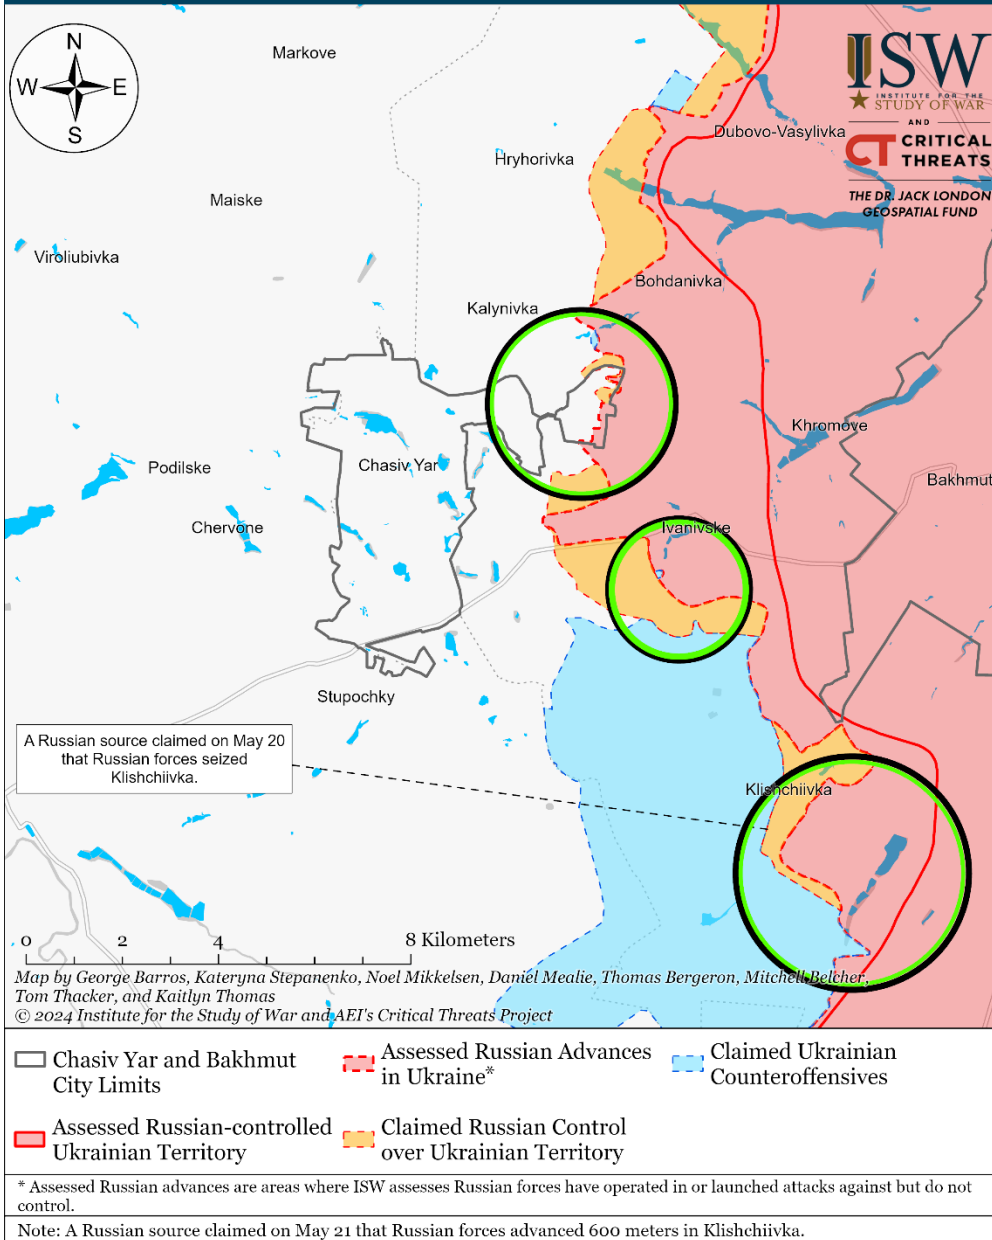 N
W
E
S
Markove
ISW
INSTITUTE FOR THE
STUDY OF WAR
AND
CT CRITICAL
THREATS
THE DR. JACK LONDON
GEOSPATIAL FUND
Dubovo-Vasylivka
Hryhorivka
Maiske
Viroliubivka
Bohdanivka
Kalynivka
Khromove
Chasiv Yar
Podilske
Bakhmut
Chervone
Ivanivske
Stupochky
A Russian source claimed on May 20
that Russian forces seized
Klishchiivka.
Klishchiivka
0 2 4 8 Kilometers
Map by George Barros, Kateryna Stepanenko, Noel Mikkelsen, Daniel Mealie, Thomas Bergeron, Mitchell Belcher,
Tom Thacker, and Kaitlyn Thomas
© 2024 Institute for the Study of War and AEI's Critical Threats Project
Chasiv Yar and Bakhmut
City Limits
Assessed Russian Advances
in Ukraine*
Claimed Ukrainian
Counteroffensives
Assessed Russian-controlled
Ukrainian Territory
Claimed Russian Control
over Ukrainian Territory
* Assessed Russian advances are areas where ISW assesses Russian forces have operated in or launched attacks against but do not
control.
Note: A Russian source claimed on May 21 that Russian forces advanced 600 meters in Klishchiivka.